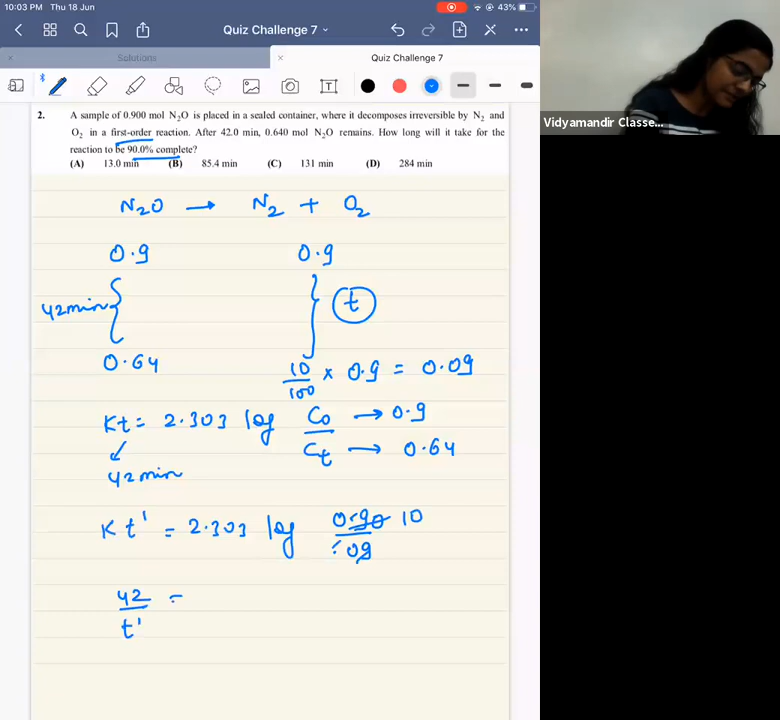 10:03 PM Thu 18 Jun
43%
Quiz Challenge 7
Solutions
Quiz Challenge 7
T
Vidyamandir Classe...
2. A sample of 0.900 mol N₂O is placed in a sealed container, where it decomposes irreversible by N₂ and
O₂ in a first-order reaction. After 42.0 min, 0.640 mol N₂O remains. How long will it take for the
reaction to be 90.0% complete?
(A) 13.0 min (B) 85.4 min (C) 131 min (D) 284 min
N₂O → N₂ + O₂
0.9 0.9
42min t
0.64 10/100 × 0.9 = 0.09
Kt = 2.303 log C₀/Cₜ → 0.9
→ 0.64
42min
K t' = 2.303 log 0.90/.09 10
42/t' =